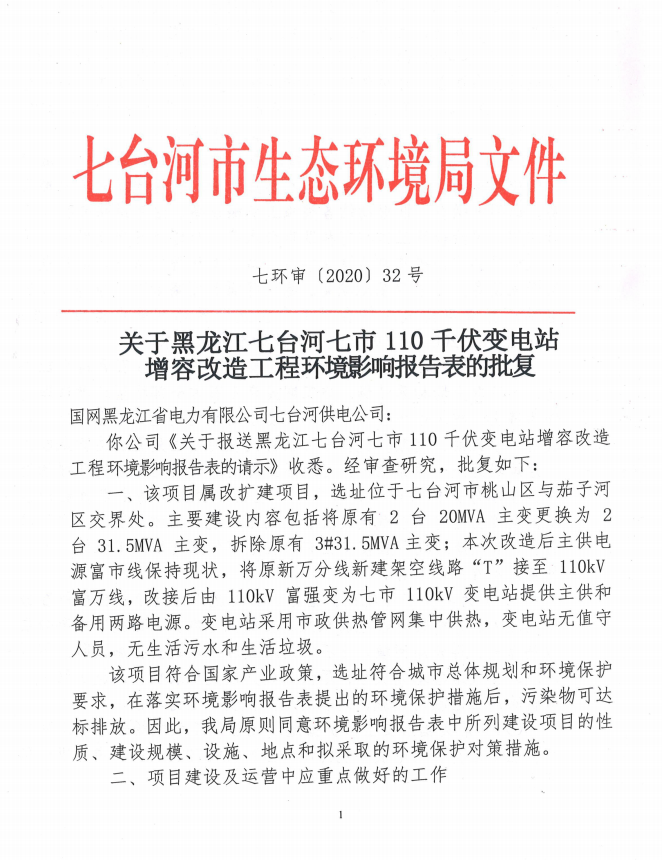 七台河市生态环境局文件
七环审〔2020〕32 号
关于黑龙江七台河七市 110 千伏变电站
增容改造工程环境影响报告表的批复
国网黑龙江省电力有限公司七台河供电公司：
你公司《关于报送黑龙江七台河七市 110 千伏变电站增容改造
工程环境影响报告表的请示》收悉。经审查研究，批复如下：
一、该项目属改扩建项目，选址位于七台河市桃山区与茄子河
区交界处。主要建设内容包括将原有 2 台 20MVA 主变更换为 2
台 31.5MVA 主变，拆除原有 3#31.5MVA主变；本次改造后主供电
源富市线保持现状，将原新万分线新建架空线路“T”接至 110kV
富万线，改接后由 110kV 富强变为七市 110kV 变电站提供主供和
备用两路电源。变电站采用市政供热管网集中供热，变电站无值守
人员，无生活污水和生活垃圾。
该项目符合国家产业政策，选址符合城市总体规划和环境保护
要求，在落实环境影响报告表提出的环境保护措施后，污染物可达
标排放。因此，我局原则同意环境影响报告表中所列建设项目的性
质、建设规模、设施、地点和拟采取的环境保护对策措施。
二、项目建设及运营中应重点做好的工作
1